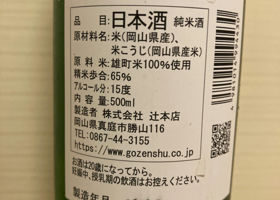 品 目:日本酒 純米酒
原材料名:米(岡山県産)、
米こうじ(岡山県産米)
原料米:雄町米100%使用
精米歩合:65%
アルコール分:15度
内容量:500ml
製造者:株式会社 辻本店
岡山県真庭市勝山116
TEL:0867-44-3155
https://www.gozenshu.co.jp
お酒は20歳になってから。
妊娠中、授乳期の飲酒はお控えください。
製造年月